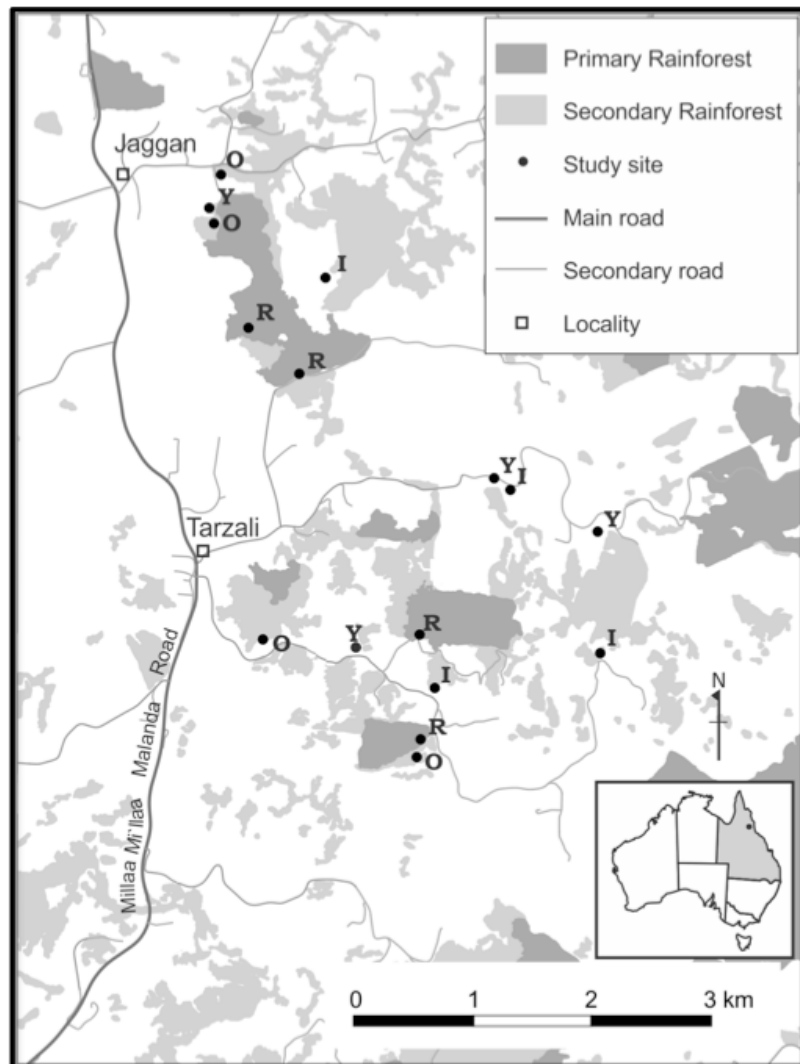 Primary Rainforest
Secondary Rainforest
Study site
Main road
Secondary road
Locality
Jaggan
O
Y
O
I
R
R
Y
I
Y
Tarzali
R
O
Y
I
I
R
O
N
Millaa Mi`llaa Malanda Road
0 1 2 3 km